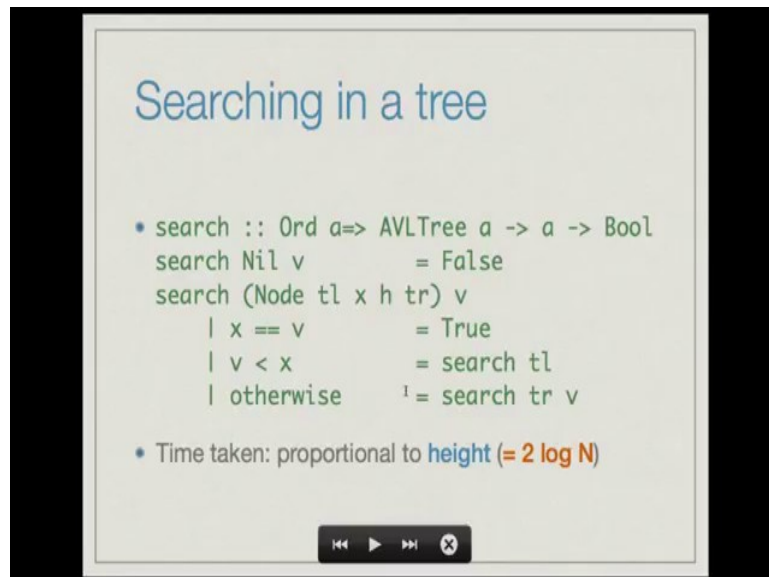 Searching in a tree
• search :: Ord a=> AVLTree a -> a -> Bool
search Nil v = False
search (Node tl x h tr) v
| x == v = True
| v < x = search tl
| otherwise = search tr v
• Time taken: proportional to height (= 2 log N)